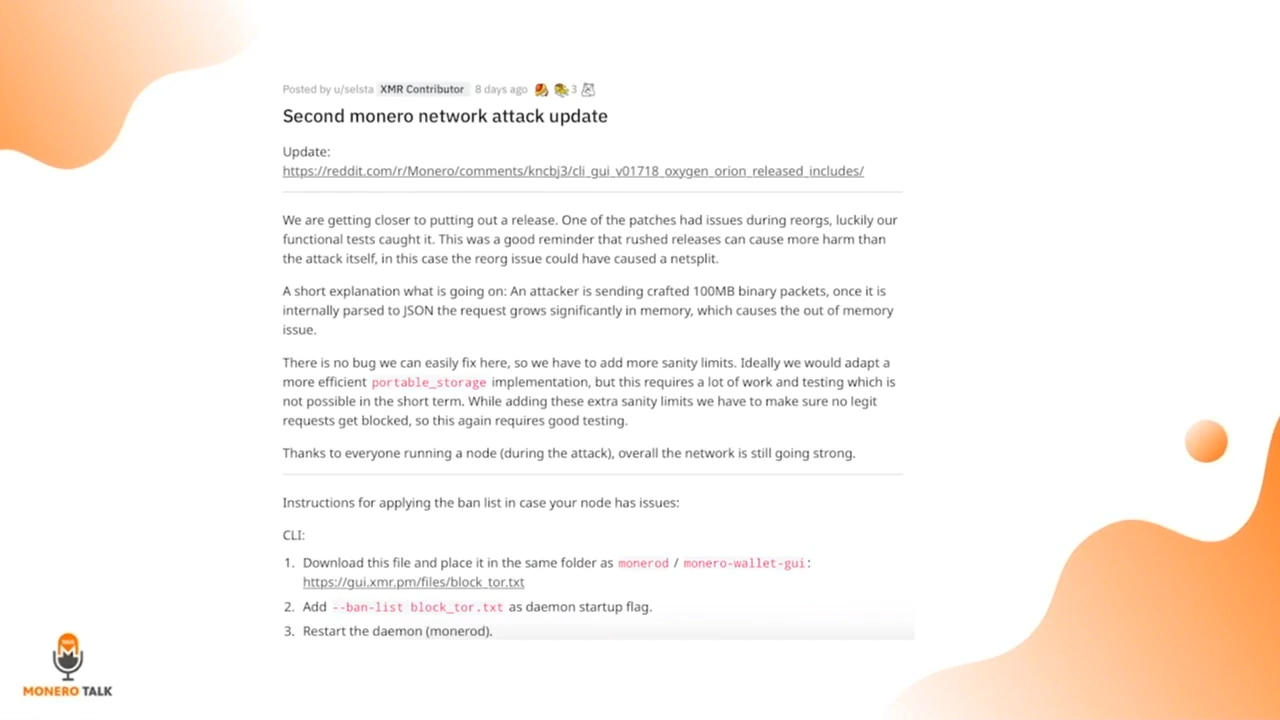 Posted by u/selsta XMR Contributor 8 days ago 3
Second monero network attack update
Update:
https://reddit.com/r/Monero/comments/kncbj3/cli_gui_v01718_oxygen_orion_released_includes/
We are getting closer to putting out a release. One of the patches had issues during reorgs, luckily our
functional tests caught it. This was a good reminder that rushed releases can cause more harm than
the attack itself, in this case the reorg issue could have caused a netsplit.
A short explanation what is going on: An attacker is sending crafted 100MB binary packets, once it is
internally parsed to JSON the request grows significantly in memory, which causes the out of memory
issue.
There is no bug we can easily fix here, so we have to add more sanity limits. Ideally we would adapt a
more efficient portable_storage implementation, but this requires a lot of work and testing which is
not possible in the short term. While adding these extra sanity limits we have to make sure no legit
requests get blocked, so this again requires good testing.
Thanks to everyone running a node (during the attack), overall the network is still going strong.
Instructions for applying the ban list in case your node has issues:
CLI:
1. Download this file and place it in the same folder as monerod / monero-wallet-gui:
https://gui.xmr.pm/files/block_tor.txt
2. Add --ban-list block_tor.txt as daemon startup flag.
3. Restart the daemon (monerod).
MONERO TALK